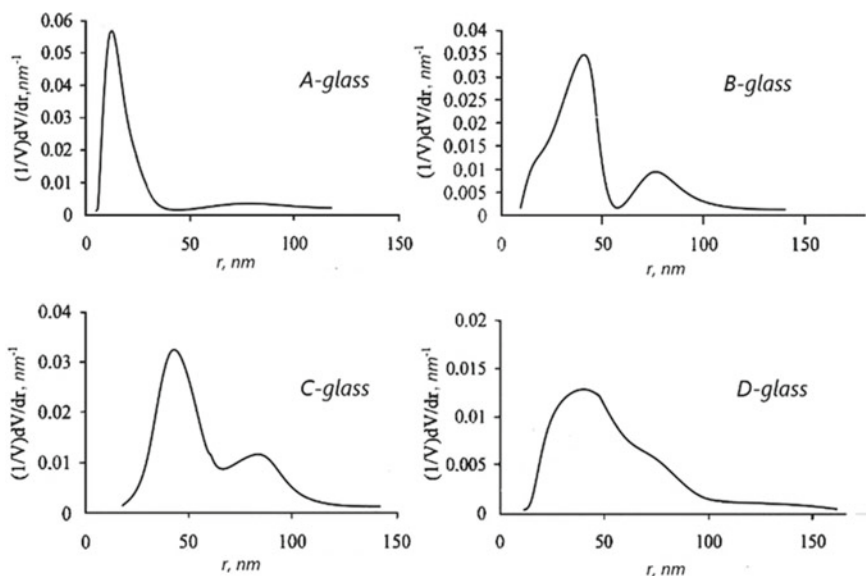 0.06
0.05
0.04
0.03
0.02
0.01
0
(1/V)dV/dr,nm⁻¹
A-glass
0 50 100 150
r, nm
0.04
0.035
0.03
0.025
0.02
0.015
0.01
0.005
0
(1/V)dV/dr, nm⁻¹
B-glass
0 50 100 150
r, nm
0.04
0.03
0.02
0.01
0
(1/V)dV/dr, nm⁻¹
C-glass
0 50 100 150
r, nm
0.02
0.015
0.01
0.005
0
(1/V)dV/dr, nm⁻¹
D-glass
0 50 100 150
r, nm